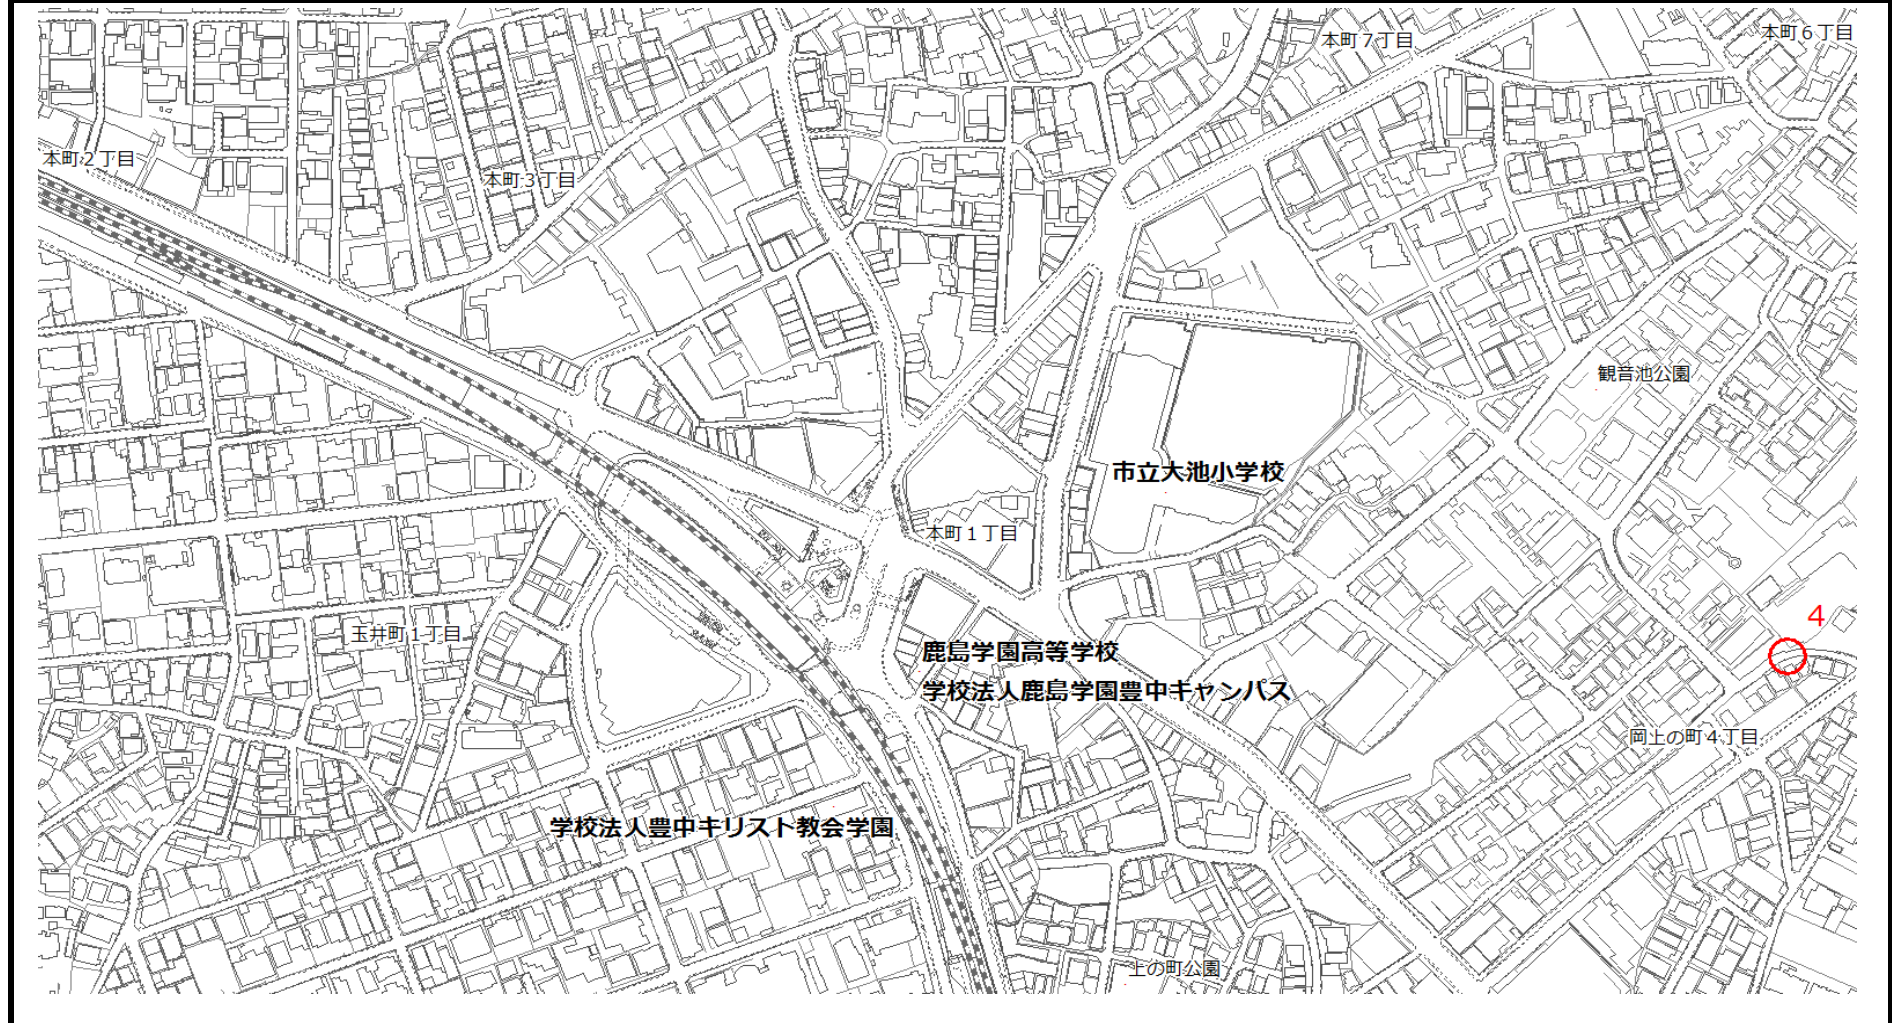 本町６丁目
本町７丁目
本町２丁目
本町３丁目
観音池公園
市立大池小学校
本町１丁目
4
玉井町１丁目
鹿島学園高等学校
学校法人鹿島学園豊中キャンパス
岡上の町４丁目
学校法人豊中キリスト教会学園
上の町公園